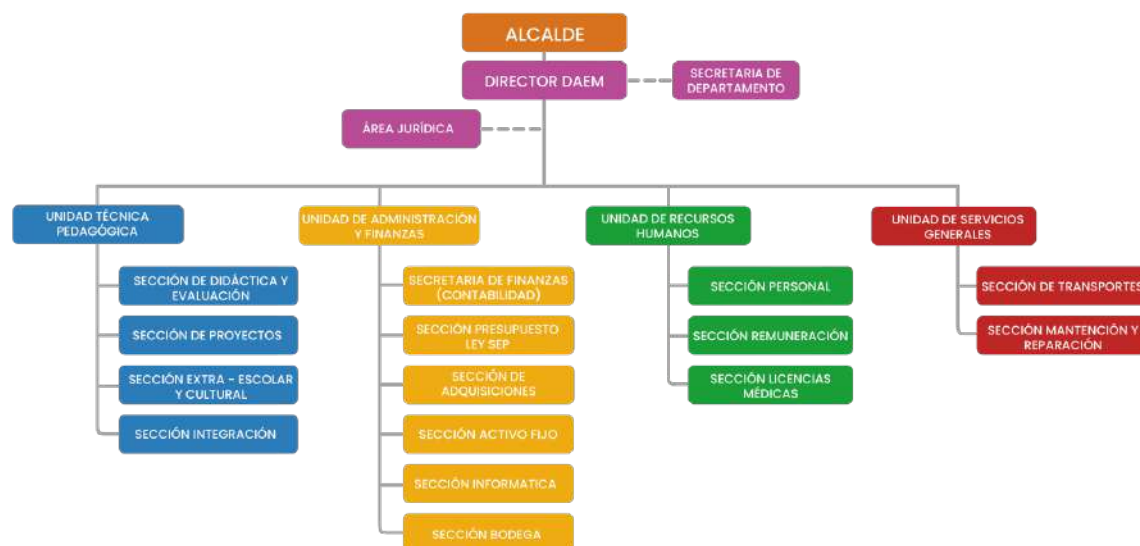 ALCALDE
DIRECTOR DAEM
SECRETARIA DE
DEPARTAMENTO
ÁREA JURÍDICA
UNIDAD TÉCNICA
PEDAGÓGICA
SECCIÓN DE DIDÁCTICA Y
EVALUACIÓN
SECCIÓN DE PROYECTOS
SECCIÓN EXTRA - ESCOLAR
Y CULTURAL
SECCIÓN INTEGRACIÓN
UNIDAD DE ADMINISTRACIÓN
Y FINANZAS
SECRETARIA DE FINANZAS
(CONTABILIDAD)
SECCIÓN PRESUPUESTO
LEY SEP
SECCIÓN DE
ADQUISICIONES
SECCIÓN ACTIVO FIJO
SECCIÓN INFORMATICA
SECCIÓN BODEGA
UNIDAD DE RECURSOS
HUMANOS
SECCIÓN PERSONAL
SECCIÓN REMUNERACIÓN
SECCIÓN LICENCIAS
MÉDICAS
UNIDAD DE SERVICIOS
GENERALES
SECCIÓN DE TRANSPORTES
SECCIÓN MANTENCIÓN Y
REPARACIÓN